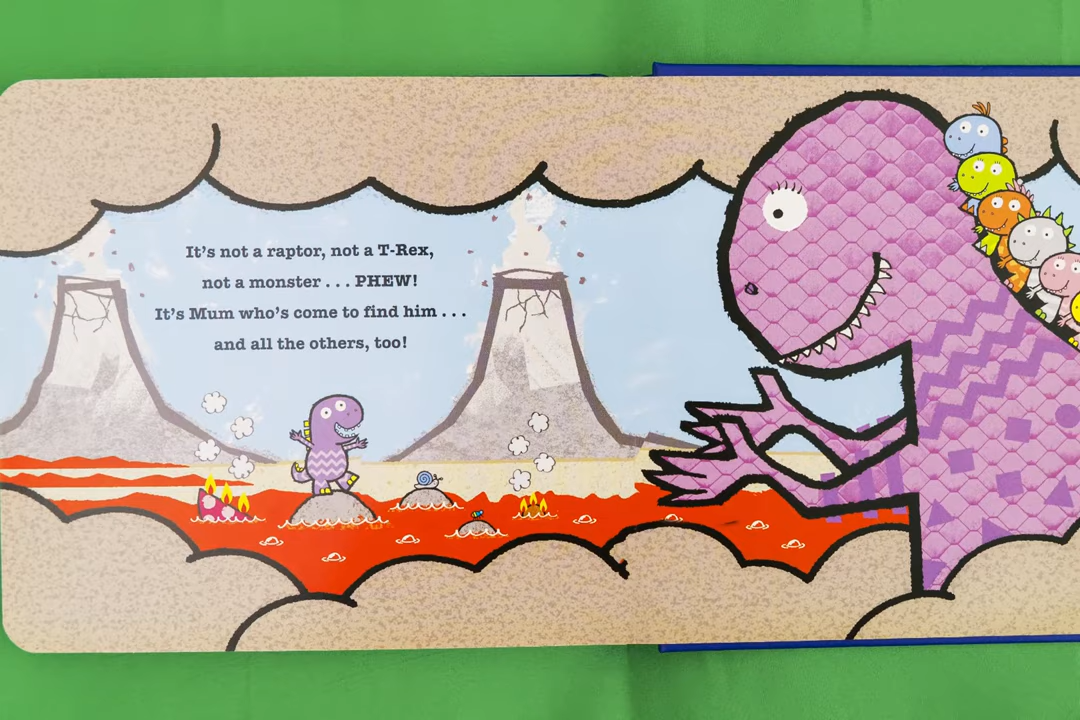 It's not a raptor, not a T-Rex,
not a monster . . . PHEW!
It's Mum who's come to find him . . .
and all the others, too!